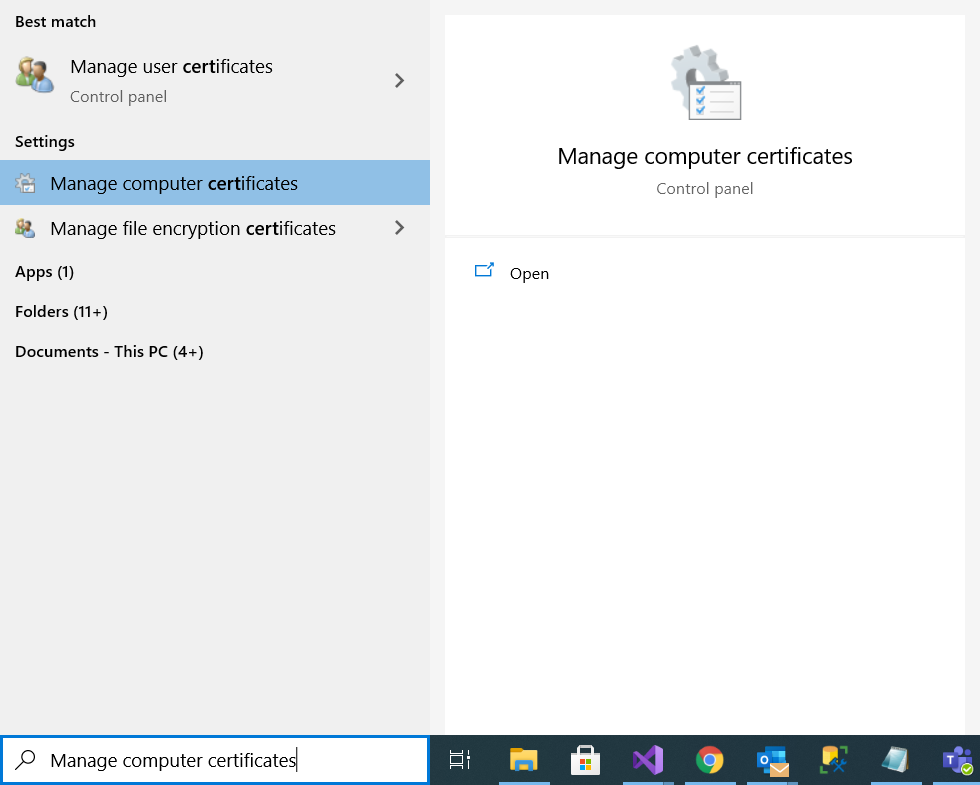 Best match
Manage user certificates
Control panel
Settings
Manage computer certificates
Manage file encryption certificates
Apps (1)
Folders (11+)
Documents - This PC (4+)
Manage computer certificates
Control panel
Open
Manage computer certificates